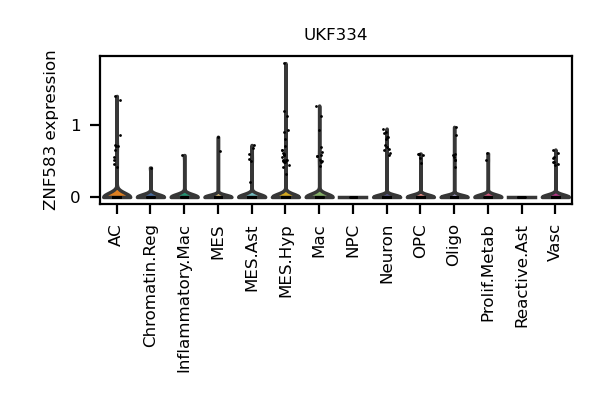 UKF334
ZNF583 expression
1
0
AC
Chromatin.Reg
Inflammatory.Mac
MES
MES.Ast
MES.Hyp
Mac
NPC
Neuron
OPC
Oligo
Prolif.Metab
Reactive.Ast
Vasc